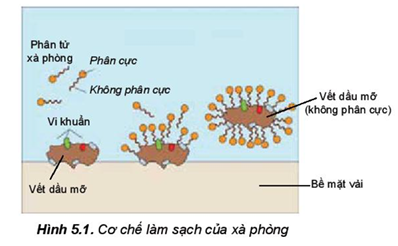 Phân tử
xà phòng
Phân cực
Không phân cực
Vi khuẩn
Vết dầu mỡ
Vết dầu mỡ
(không phân cực)
Bề mặt vải
Hình 5.1. Cơ chế làm sạch của xà phòng